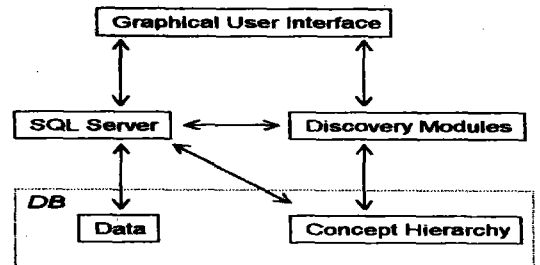 Graphical User Interface
SQL Server
Discovery Modules
DB
Data
Concept Hierarchy